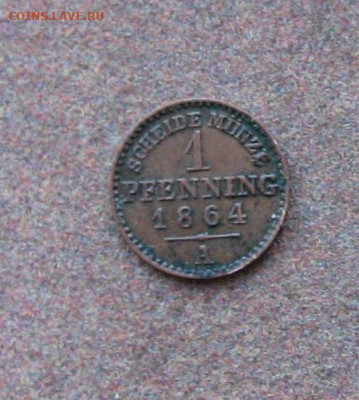 COINS.LAVE.RU
SCHEIDE MÜNZE
1
PFENNING
1864
A